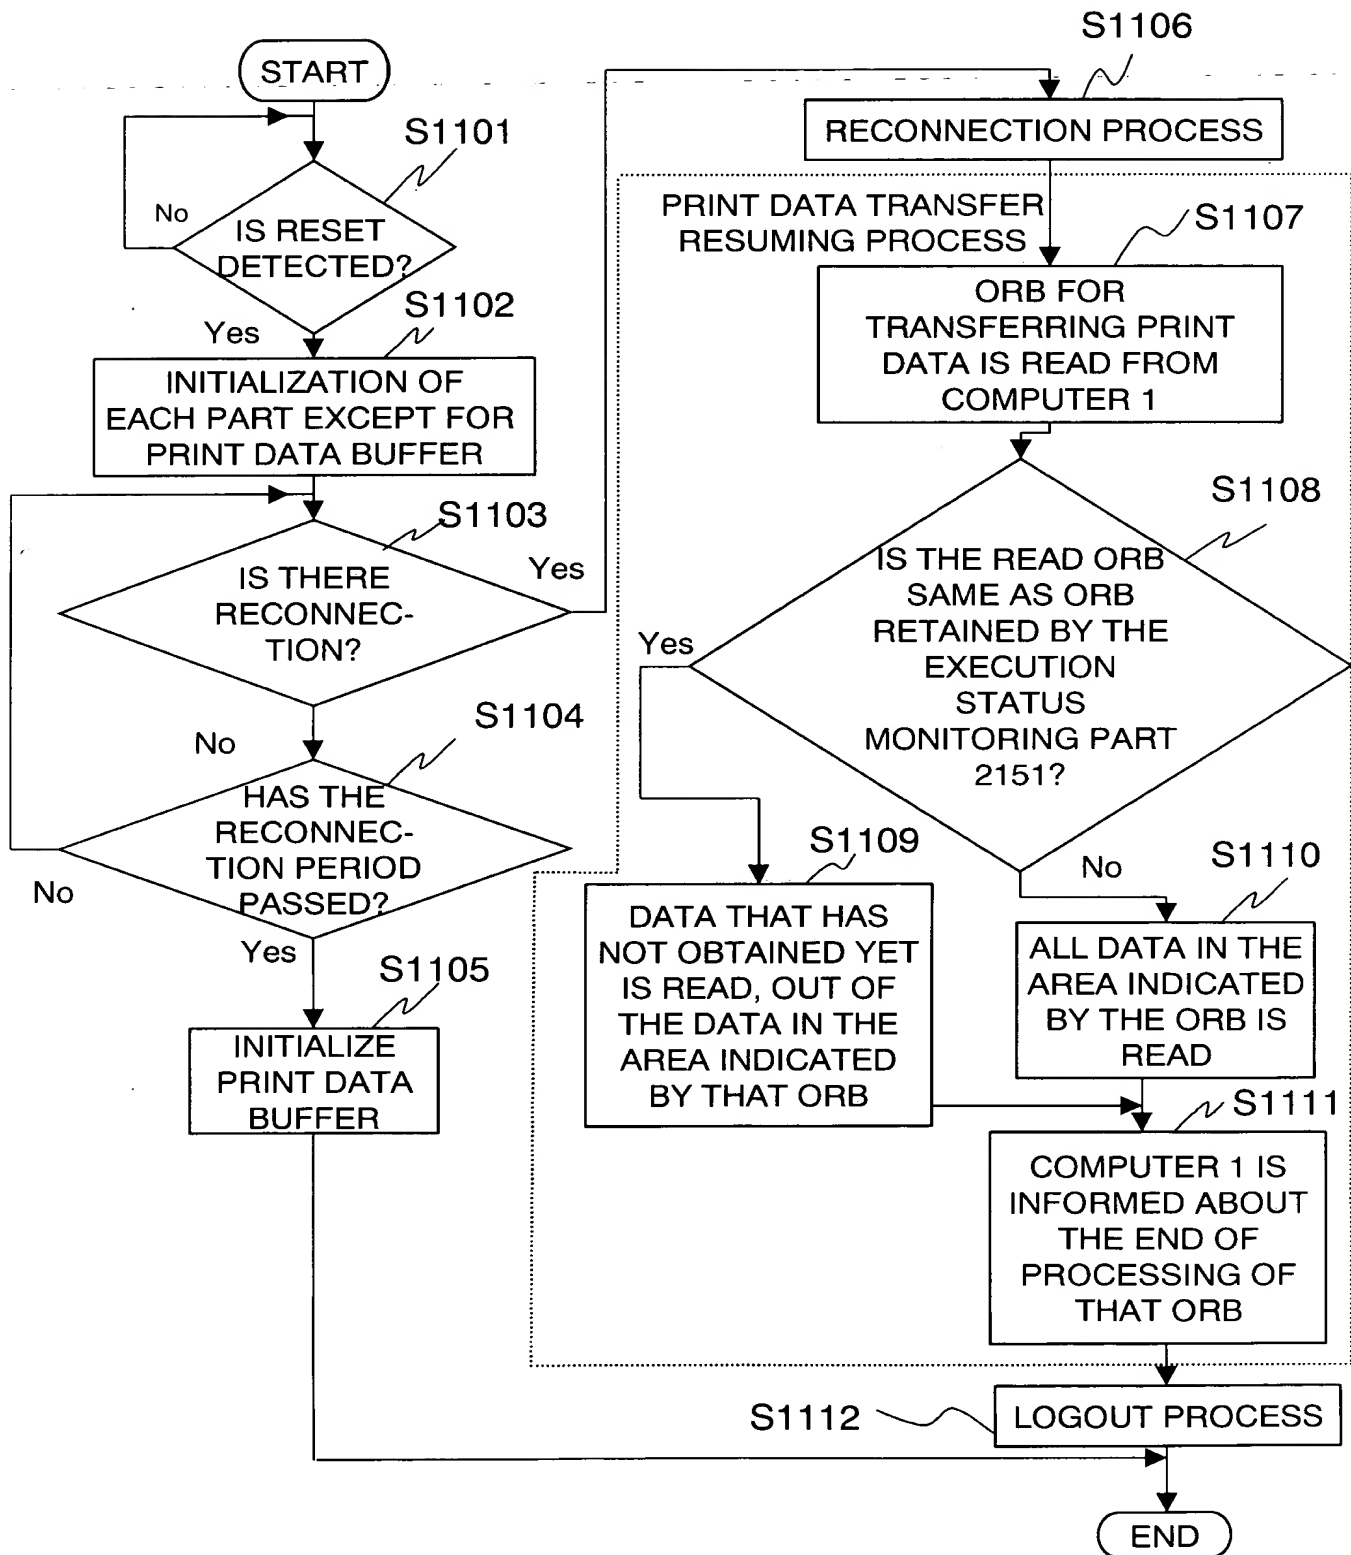 START
S1101
No
IS RESET
DETECTED?
S1102
Yes
INITIALIZATION OF
EACH PART EXCEPT FOR
PRINT DATA BUFFER
S1103
IS THERE
RECONNEC-
TION?
Yes
S1104
No
HAS THE
RECONNEC-
TION PERIOD
PASSED?
No
Yes
S1105
INITIALIZE
PRINT DATA
BUFFER
S1106
RECONNECTION PROCESS
PRINT DATA TRANSFER
RESUMING PROCESS
S1107
ORB FOR
TRANSFERRING PRINT
DATA IS READ FROM
COMPUTER 1
S1108
IS THE READ ORB
SAME AS ORB
RETAINED BY THE
EXECUTION
STATUS
MONITORING PART
2151?
Yes
No
S1109
DATA THAT HAS
NOT OBTAINED YET
IS READ, OUT OF
THE DATA IN THE
AREA INDICATED
BY THAT ORB
S1110
ALL DATA IN THE
AREA INDICATED
BY THE ORB IS
READ
S1111
COMPUTER 1 IS
INFORMED ABOUT
THE END OF
PROCESSING OF
THAT ORB
S1112
LOGOUT PROCESS
END